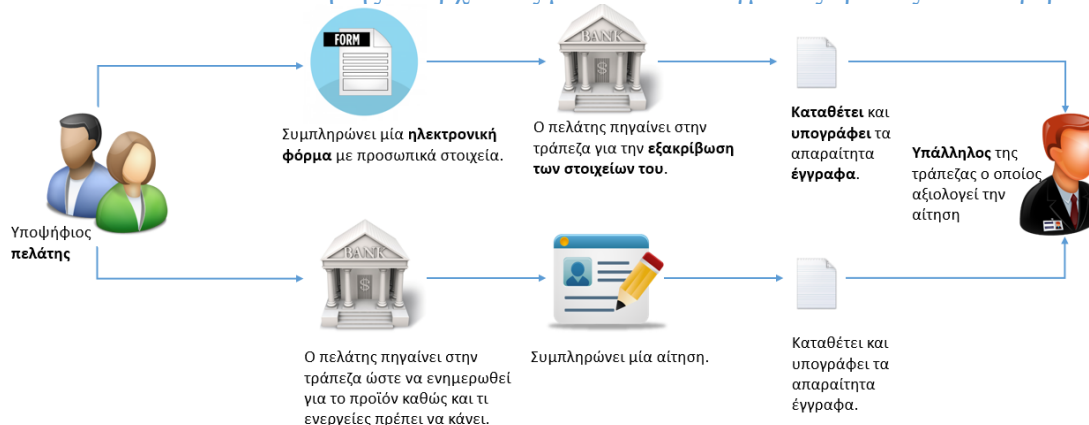 FORM
BANK
Συμπληρώνει μία ηλεκτρονική
φόρμα με προσωπικά στοιχεία.
Ο πελάτης πηγαίνει στην
τράπεζα για την εξακρίβωση
των στοιχείων του.
Καταθέτει και
υπογράφει τα
απαραίτητα
έγγραφα.
Υπάλληλος της
τράπεζας ο οποίος
αξιολογεί την
αίτηση
Υποψήφιος
πελάτης
BANK
Ο πελάτης πηγαίνει στην
τράπεζα ώστε να ενημερωθεί
για το προϊόν καθώς και τι
ενεργείες πρέπει να κάνει.
Συμπληρώνει μία αίτηση.
Καταθέτει και
υπογράφει τα
απαραίτητα
έγγραφα.